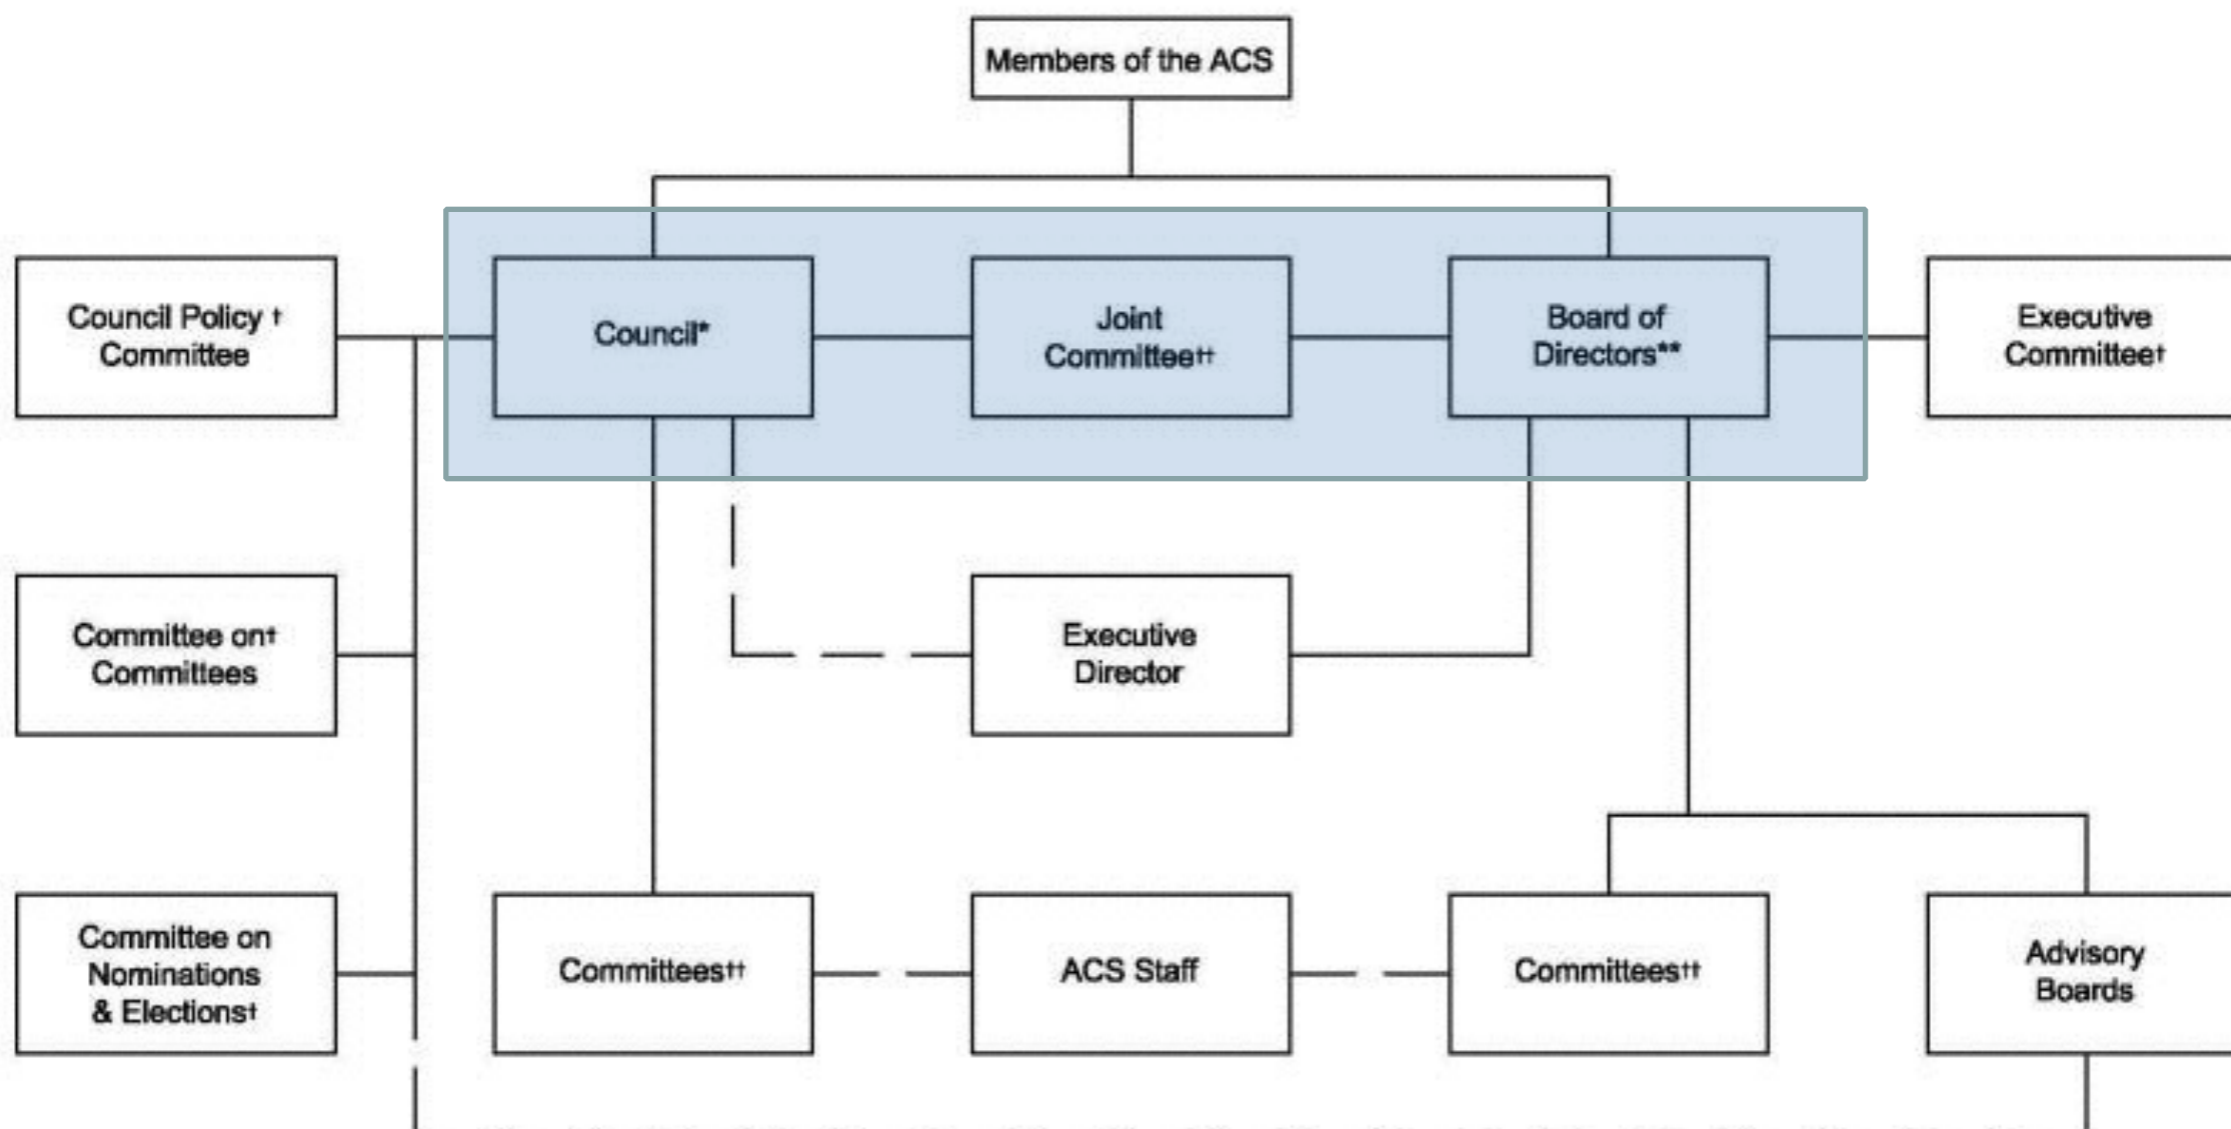 Members of the ACS
Council Policy †
Committee
Council*
Joint
Committee††
Board of
Directors**
Executive
Committee†
Committee on†
Committees
Executive
Director
Committee on
Nominations
& Elections†
Committees††
ACS Staff
Committees††
Advisory
Boards